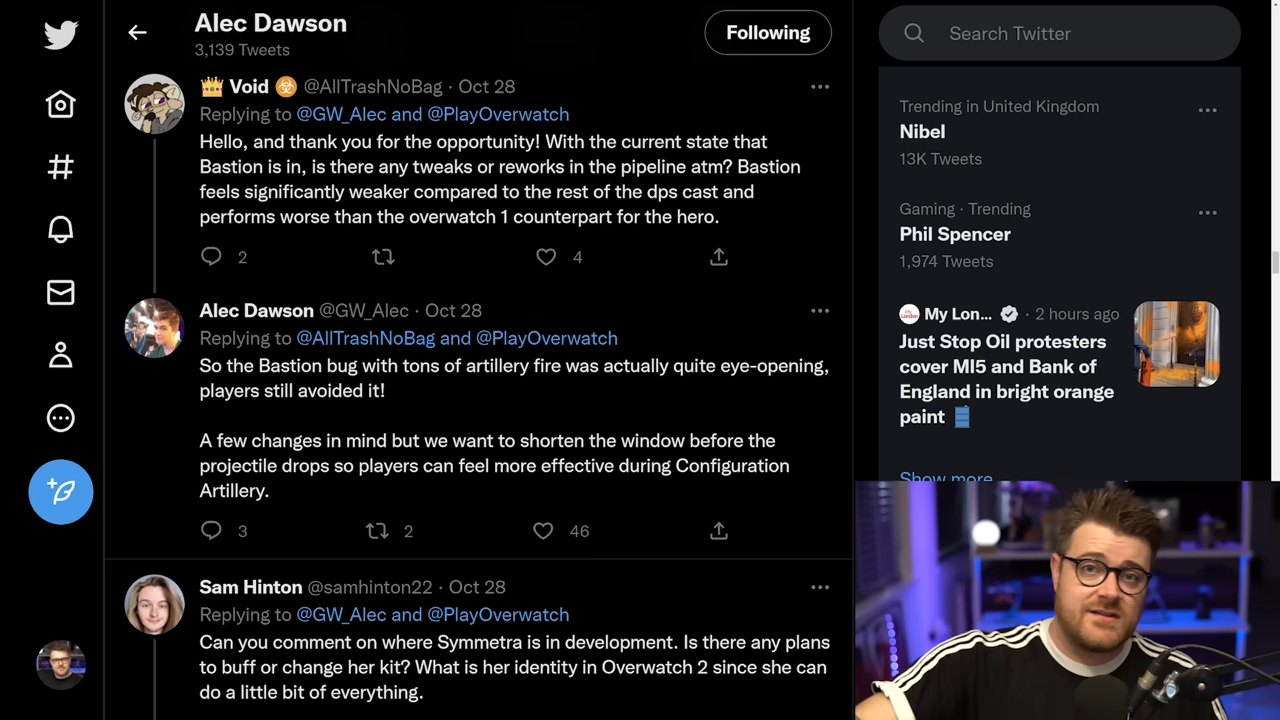 Alec Dawson
3,139 Tweets
Following
Void @AllTrashNoBag · Oct 28
Replying to @GW_Alec and @PlayOverwatch
Hello, and thank you for the opportunity! With the current state that
Bastion is in, is there any tweaks or reworks in the pipeline atm? Bastion
feels significantly weaker compared to the rest of the dps cast and
performs worse than the overwatch 1 counterpart for the hero.
2
4
Alec Dawson @GW_Alec · Oct 28
Replying to @AllTrashNoBag and @PlayOverwatch
So the Bastion bug with tons of artillery fire was actually quite eye-opening,
players still avoided it!
A few changes in mind but we want to shorten the window before the
projectile drops so players can feel more effective during Configuration
Artillery.
3
2
46
Sam Hinton @samhinton22 · Oct 28
Replying to @GW_Alec and @PlayOverwatch
Can you comment on where Symmetra is in development. Is there any plans
to buff or change her kit? What is her identity in Overwatch 2 since she can
do a little bit of everything.
Search Twitter
Trending in United Kingdom
Nibel
13K Tweets
Gaming · Trending
Phil Spencer
1,974 Tweets
My Lon... · 2 hours ago
Just Stop Oil protesters
cover MI5 and Bank of
England in bright orange
paint
Show more